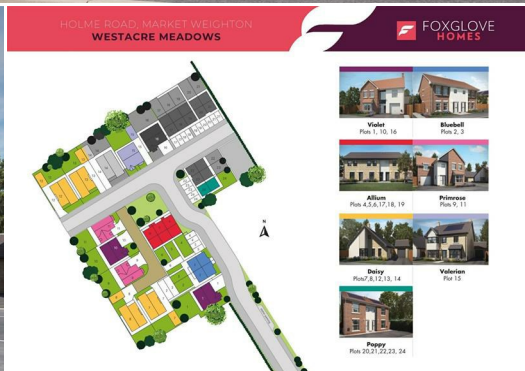 HOLME ROAD, MARKET WEIGHTON
WESTACRE MEADOWS
FOXGLOVE
HOMES
Violet
Plots 1, 10, 16
Bluebell
Plots 2, 3
Allium
Plots 4,5,6,17,18, 19
Primrose
Plots 9, 11
Daisy
Plots7,8,12,13, 14
Valerian
Plot 15
Poppy
Plots 20,21,22,23, 24
N